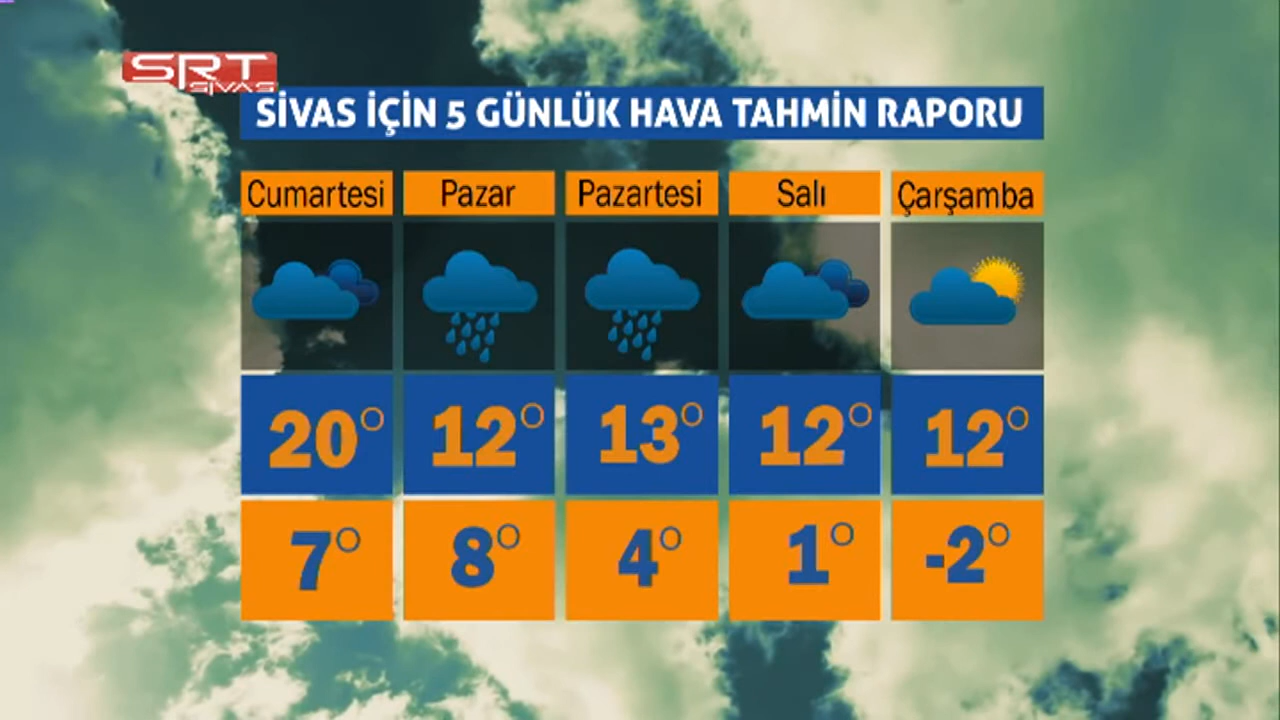 SRT
SİVAS
SİVAS İÇİN 5 GÜNLÜK HAVA TAHMİN RAPORU
Cumartesi Pazar Pazartesi Salı Çarşamba
20° 12° 13° 12° 12°
7° 8° 4° 1° -2°